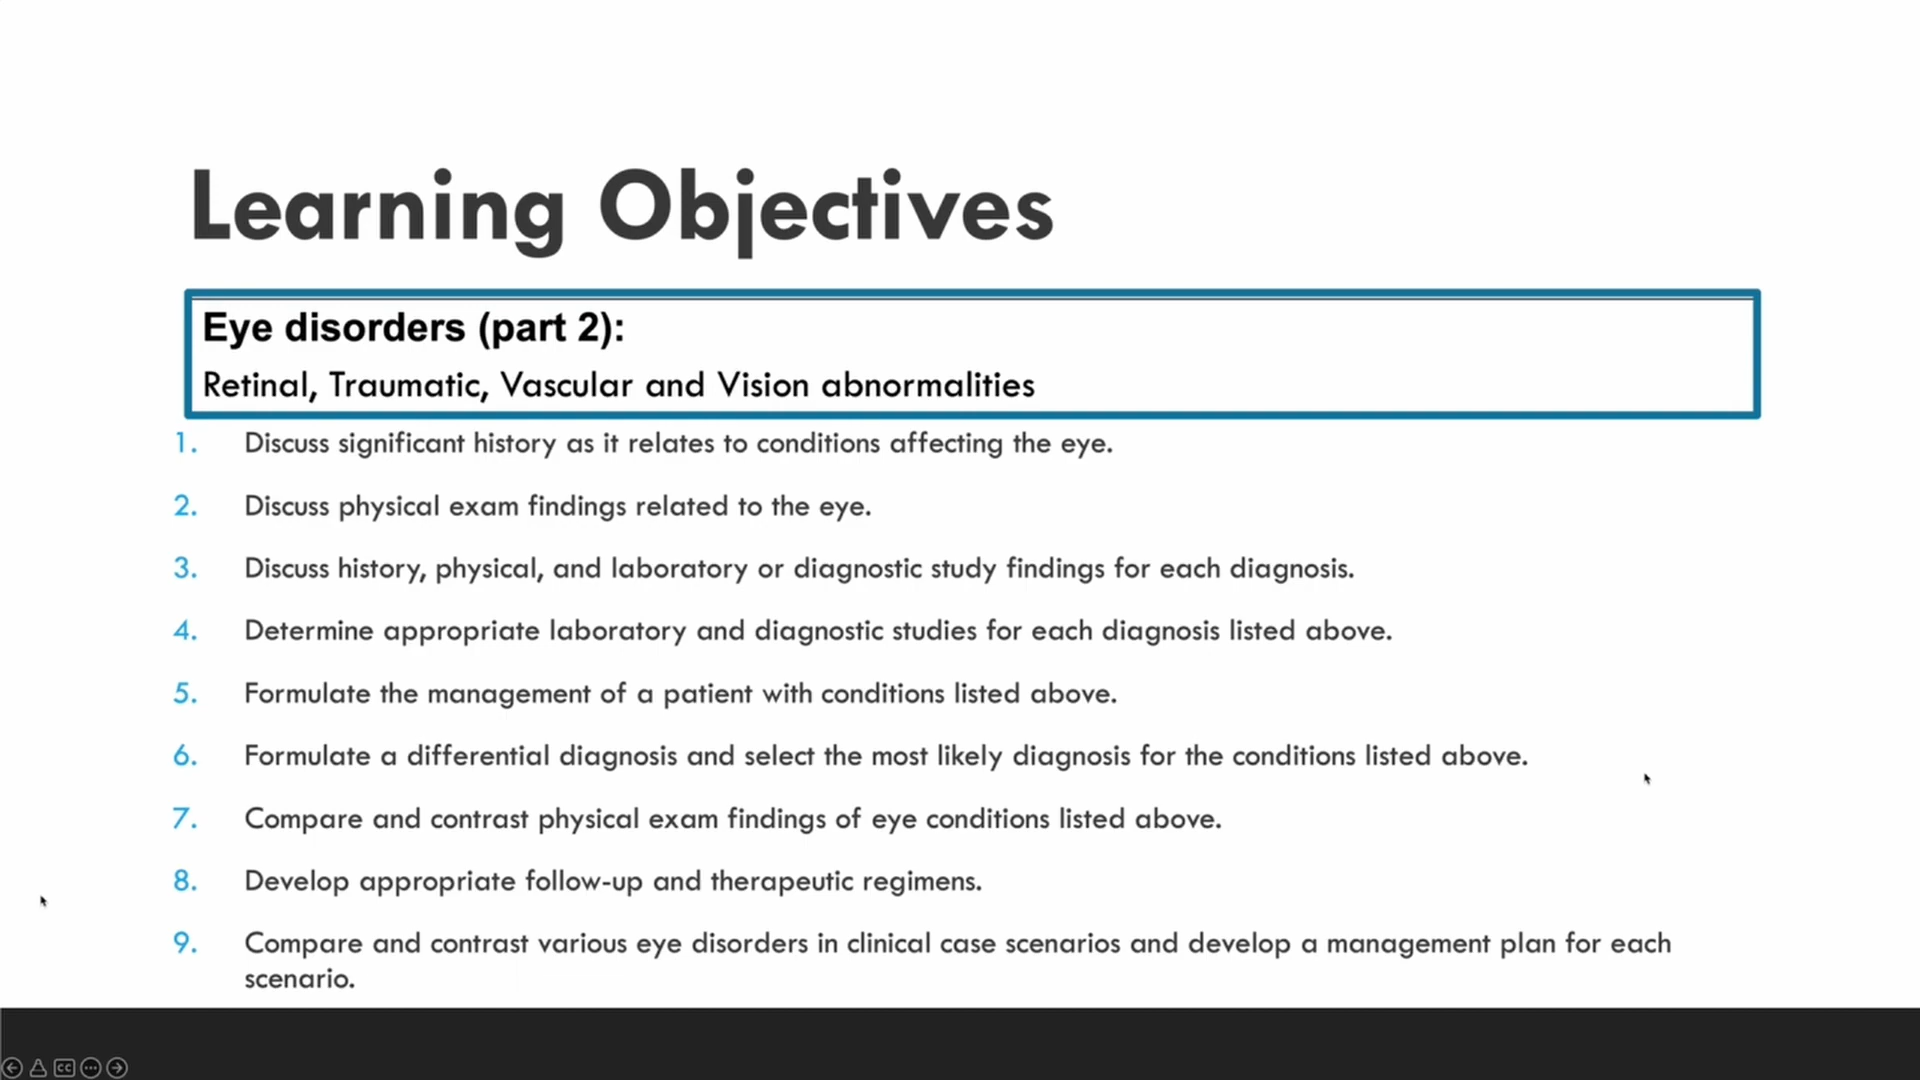 Learning Objectives
Eye disorders (part 2):
Retinal, Traumatic, Vascular and Vision abnormalities
1. Discuss significant history as it relates to conditions affecting the eye.
2. Discuss physical exam findings related to the eye.
3. Discuss history, physical, and laboratory or diagnostic study findings for each diagnosis.
4. Determine appropriate laboratory and diagnostic studies for each diagnosis listed above.
5. Formulate the management of a patient with conditions listed above.
6. Formulate a differential diagnosis and select the most likely diagnosis for the conditions listed above.
7. Compare and contrast physical exam findings of eye conditions listed above.
8. Develop appropriate follow-up and therapeutic regimens.
9. Compare and contrast various eye disorders in clinical case scenarios and develop a management plan for each
scenario.
CC